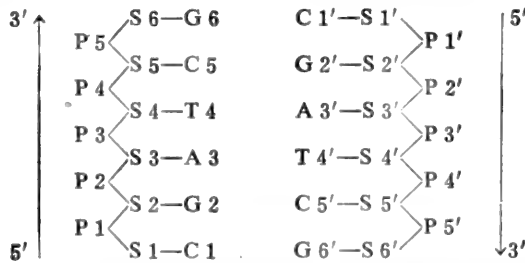 3′ S 6—G 6 C 1′—S 1′ 5′
P 5 P 1′
S 5—C 5 G 2′—S 2′
P 4 P 2′
S 4—T 4 A 3′—S 3′
P 3 P 3′
S 3—A 3 T 4′—S 4′
P 2 P 4′
S 2—G 2 C 5′—S 5′
P 1 P 5′
5′ S 1—C 1 G 6′—S 6′ 3′